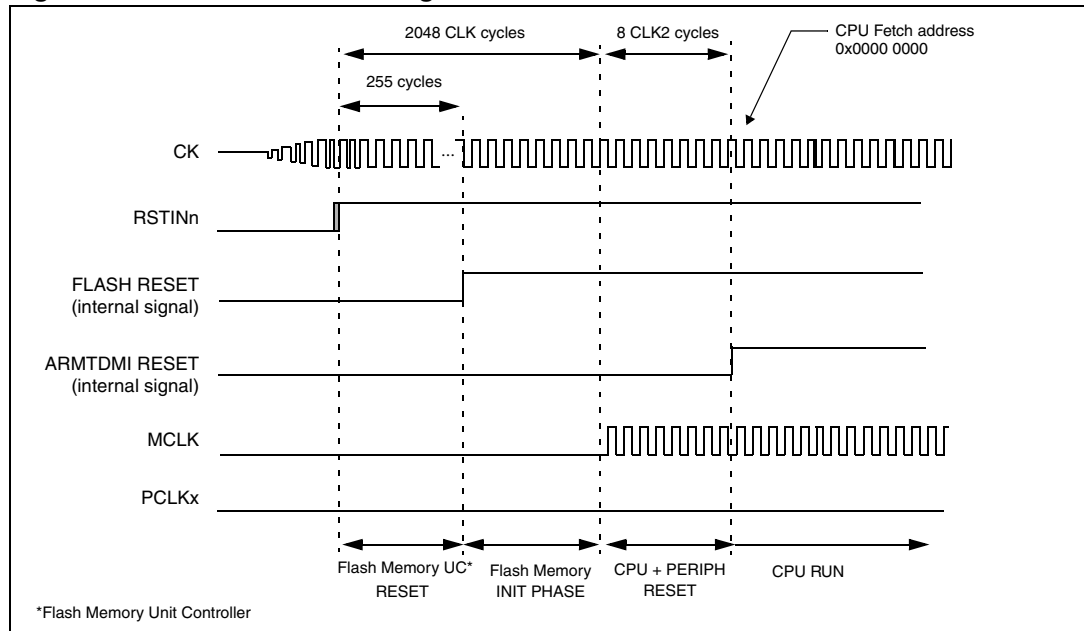 2048 CLK cycles
8 CLK2 cycles
CPU Fetch address
0x0000 0000
255 cycles
CK
...
RSTINn
FLASH RESET
(internal signal)
ARMTDMI RESET
(internal signal)
MCLK
PCLKx
Flash Memory UC*
RESET
Flash Memory
INIT PHASE
CPU + PERIPH
RESET
CPU RUN
*Flash Memory Unit Controller